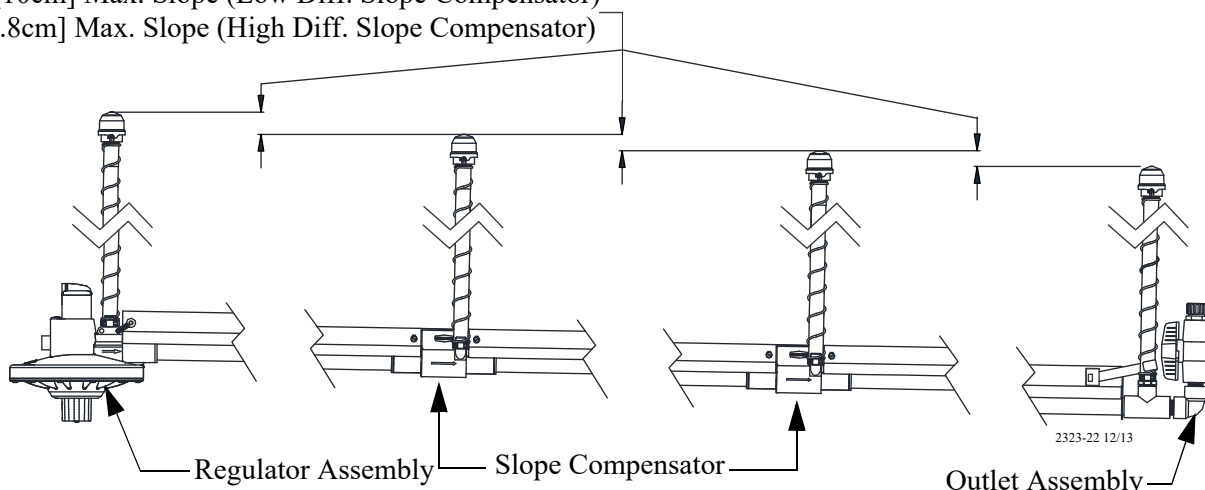 10cm] Max. Slope (Low Diff. Slope Compensator)
.8cm] Max. Slope (High Diff. Slope Compensator)
2323-22 12/13
Regulator Assembly
Slope Compensator
Outlet Assembly